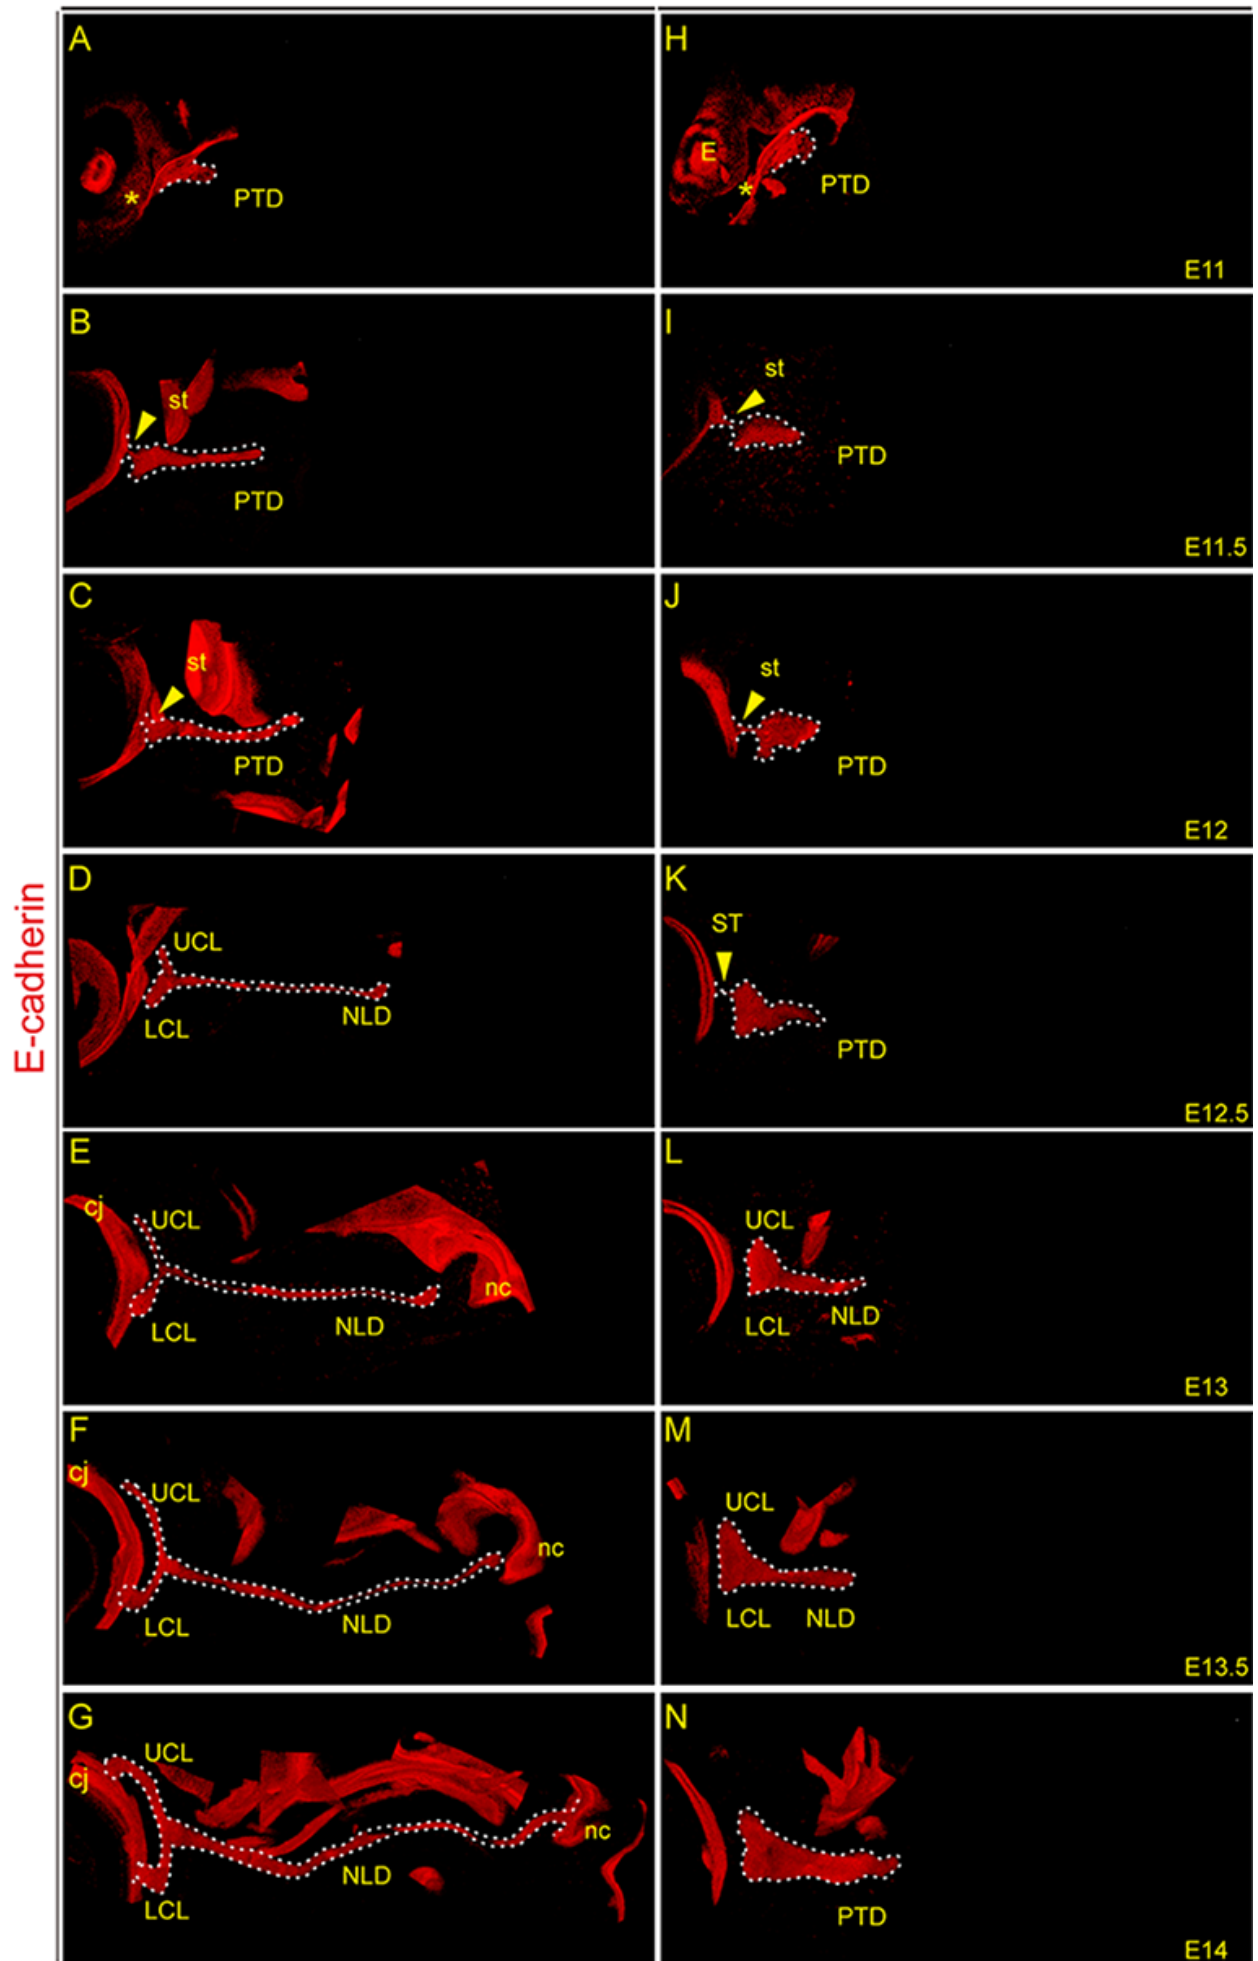 E-cadherin
A
*
PTD
H
E
*
PTD
E11
B
st
PTD
I
st
PTD
E11.5
C
st
PTD
J
st
PTD
E12
D
UCL
LCL
NLD
K
ST
PTD
E12.5
E
cj
UCL
LCL
NLD
nc
L
UCL
LCL
NLD
E13
F
cj
UCL
LCL
NLD
nc
M
UCL
LCL
NLD
E13.5
G
cj
UCL
LCL
NLD
nc
N
PTD
E14